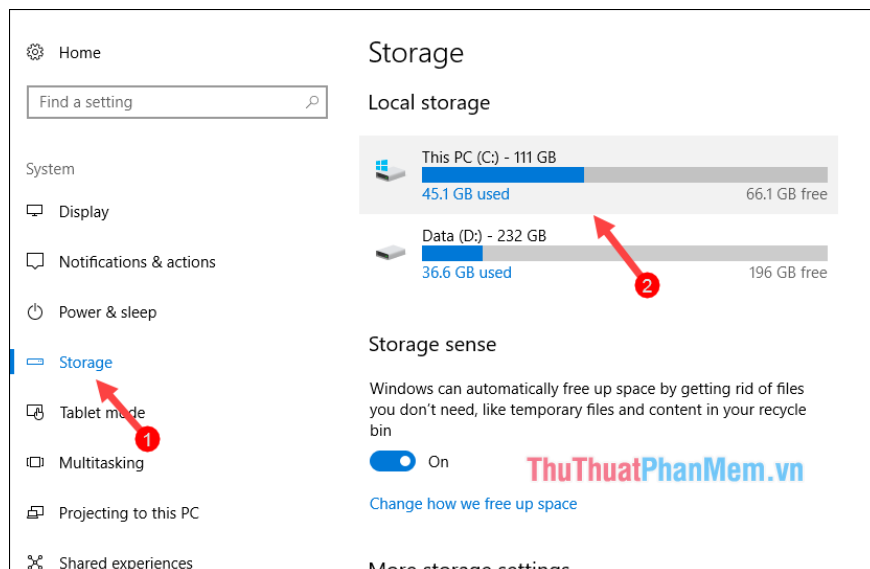 Home
Find a setting
System
Display
Notifications & actions
Power & sleep
Storage
Tablet mode
1
Multitasking
Projecting to this PC
Shared experiences
Storage
Local storage
This PC (C:) - 111 GB
45.1 GB used
66.1 GB free
Data (D:) - 232 GB
36.6 GB used
196 GB free
2
Storage sense
Windows can automatically free up space by getting rid of files
you don't need, like temporary files and content in your recycle
bin
On
ThuThuatPhanMem.vn
Change how we free up space
More storage settings